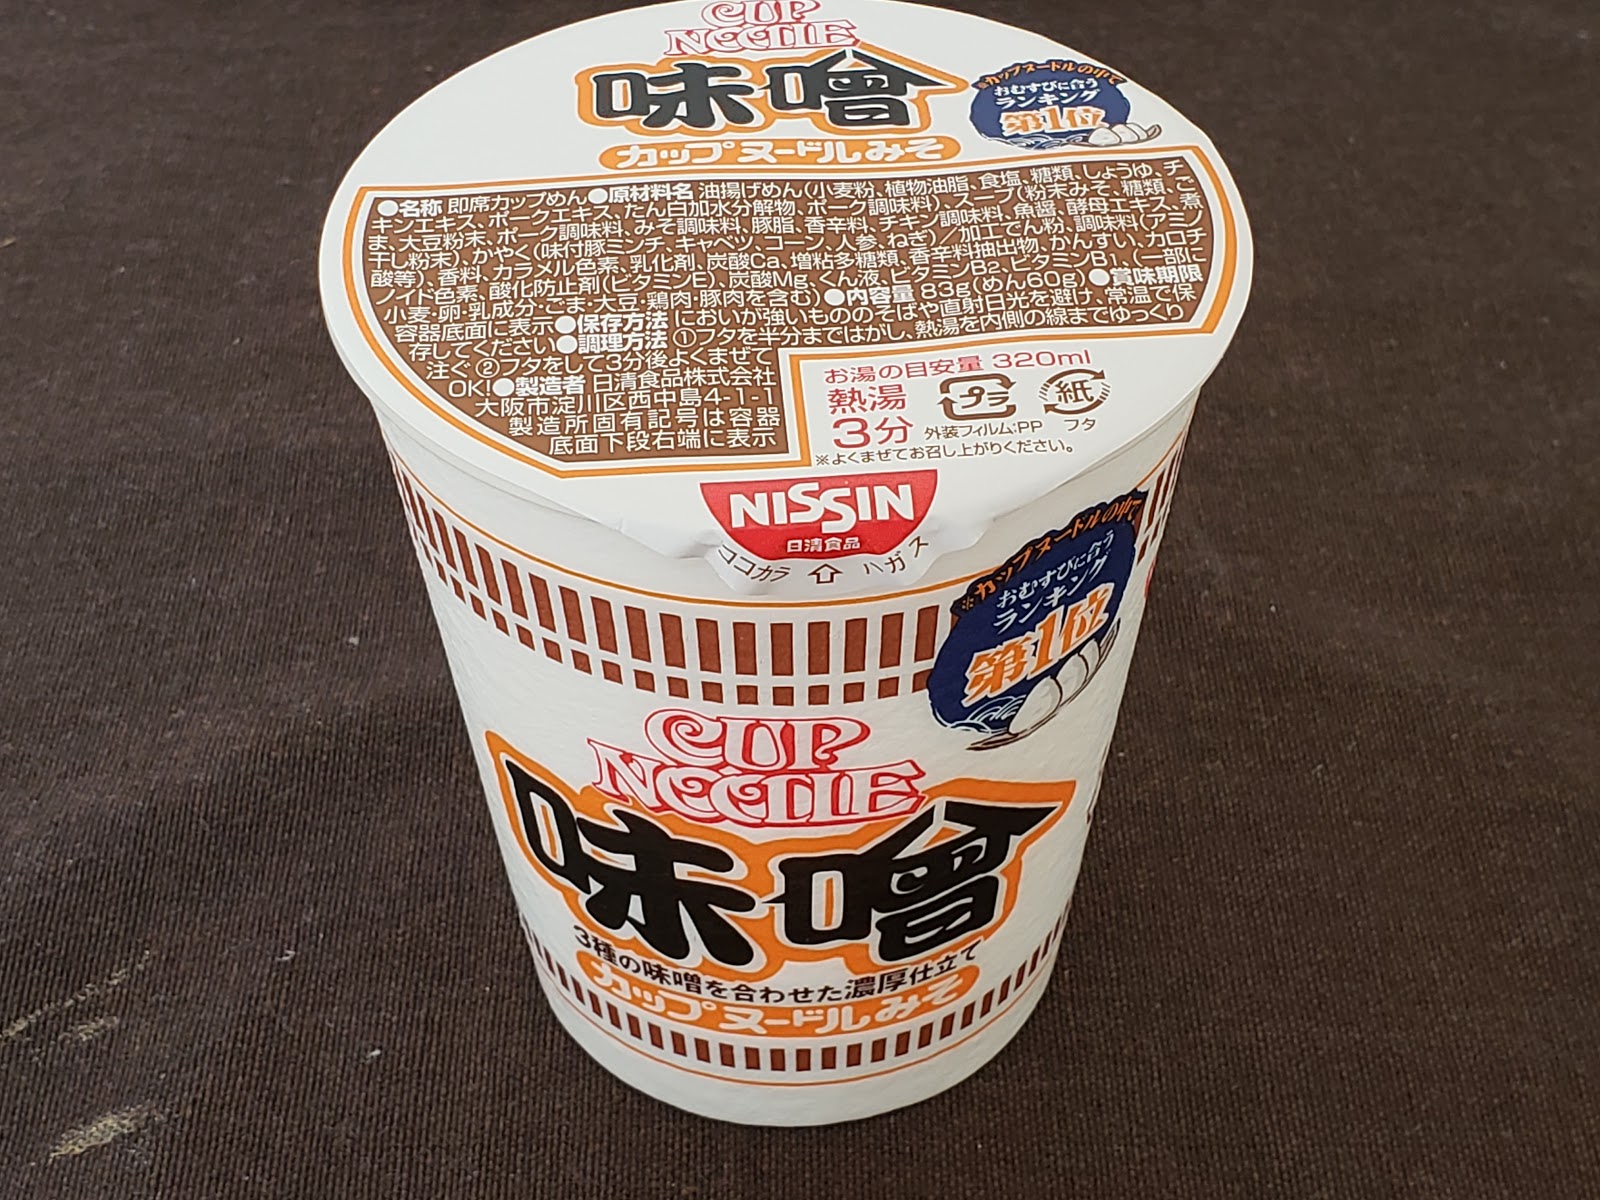 CUP
NOODLE
味噌
カップヌードルみそ
※カップヌードルの中で
おむすびに合う
ランキング
第1位
●名称 即席カップめん●原材料名 油揚げめん(小麦粉、植物油脂、食塩、糖類、しょうゆ、チ
キンエキス、ポークエキス、たん白加水分解物、ポーク調味料)、スープ(粉末みそ、糖類、ご
ま、大豆粉末、ポーク調味料、みそ調味料、豚脂、香辛料、チキン調味料、魚醤、酵母エキス、煮
干し粉末)、かやく(味付豚ミンチ、キャベツ、コーン、人参、ねぎ)／加工でん粉、調味料(アミノ
酸等)、香料、カラメル色素、乳化剤、炭酸Ca、増粘多糖類、香辛料抽出物、かんすい、カロチ
ノイド色素、酸化防止剤(ビタミンE)、炭酸Mg、くん液、ビタミンB2、ビタミンB1、(一部に
小麦・卵・乳成分・ごま・大豆・鶏肉・豚肉を含む)●内容量 83g(めん60g)●賞味期限
容器底面に表示●保存方法 においが強いもののそばや直射日光を避け、常温で保
存してください●調理方法 ①フタを半分まではがし、熱湯を内側の線までゆっくり
注ぐ ②フタをして3分後よくまぜて
OK!●製造者 日清食品株式会社
大阪市淀川区西中島4-1-1
製造所固有記号は容器
底面下段右端に表示
お湯の目安量 320ml
熱湯
3分
プラ
外装フィルム:PP
紙
フタ
※よくまぜてお召し上がりください。
NISSIN
日清食品
ココカラ ⇧ ハガス
※カップヌードルの中で
おむすびに合う
ランキング
第1位
CUP
NOODLE
味噌
3種の味噌を合わせた濃厚仕立て
カップヌードルみそ